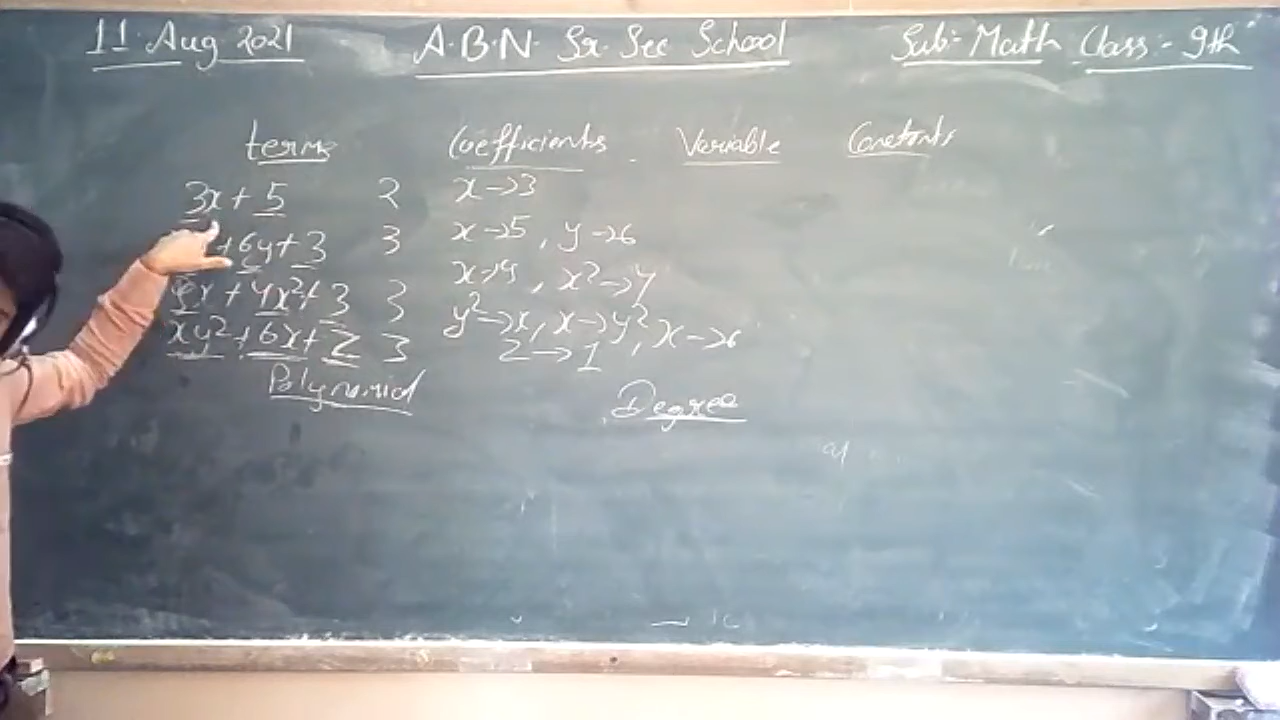 11 Aug 2021 A.B.N. Sr. Sec School Sub:- Math Class:- 9th
terms Coefficients Variable Constants
3x + 5 2 x→3
+ 6y + 3 3 x→5, y→6
x + 4x²+ 3 3 x→4, x²→4
xy² + 6x + 2 3 y²→x, x→y², x→6
2→1
Polynomial Degree